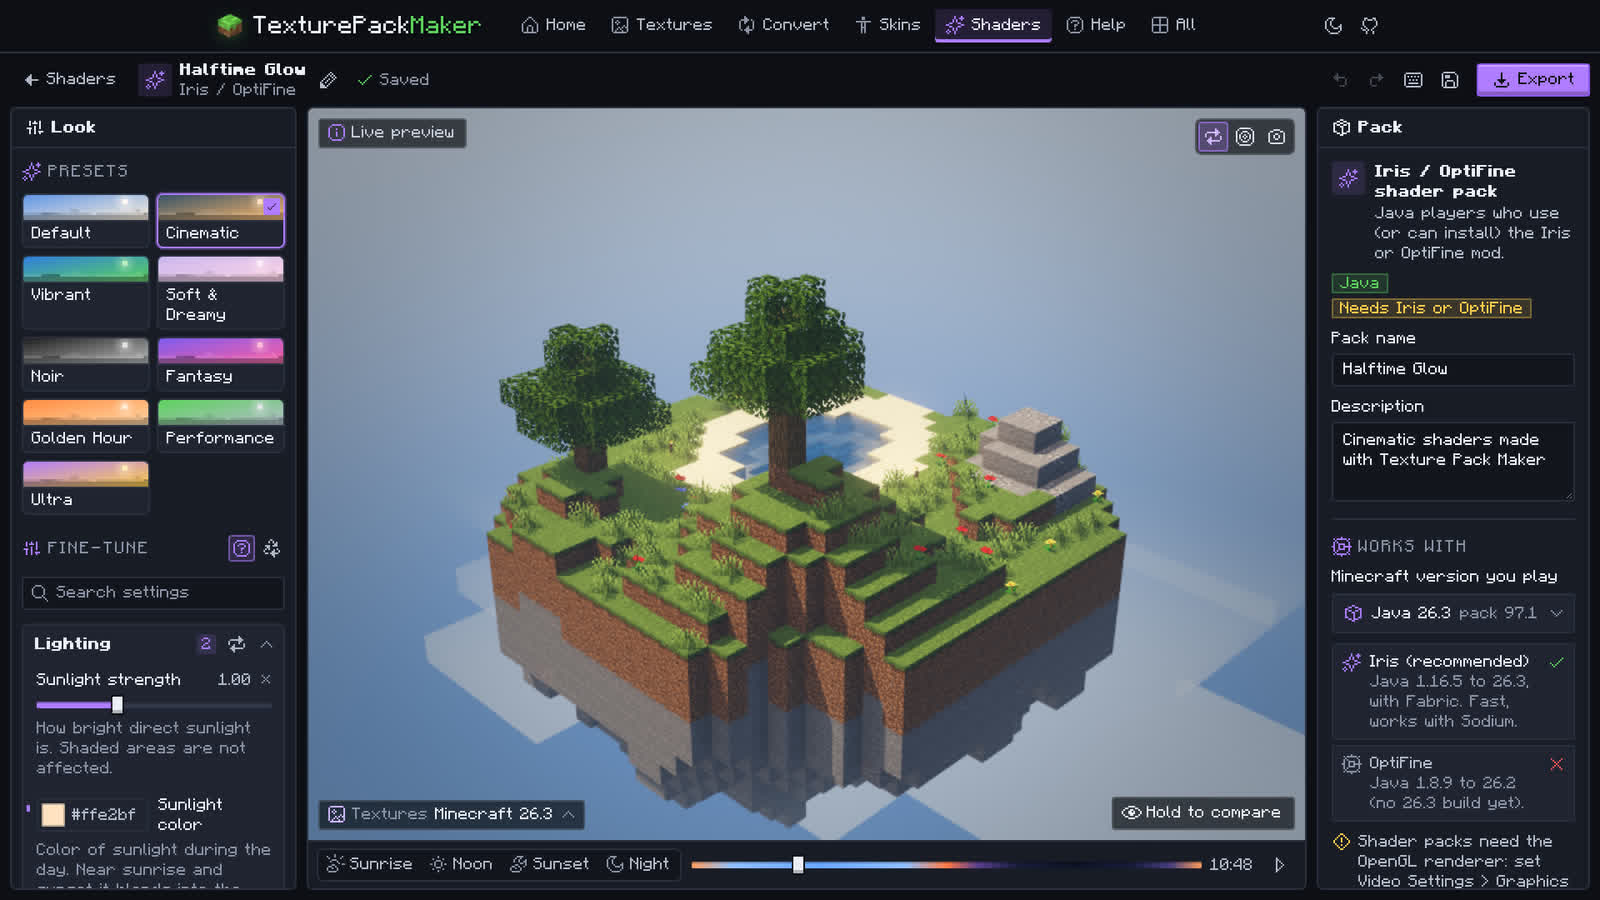 TexturePackMaker
Home
Textures
Convert
Skins
Shaders
Help
All
Shaders
Halftime Glow
Iris / OptiFine
Saved
Export
Look
PRESETS
Default
Cinematic
Vibrant
Soft &
Dreamy
Noir
Fantasy
Golden Hour
Performance
Ultra
FINE-TUNE
Search settings
Lighting
2
Sunlight strength
1.00
How bright direct sunlight
is. Shaded areas are not
affected.
#ffe2bf
Sunlight
color
Color of sunlight during the
day. Near sunrise and
sunset it blends into the
Live preview
Textures Minecraft 26.3
Hold to compare
Sunrise
Noon
Sunset
Night
10:48
Pack
Iris / OptiFine
shader pack
Java players who use
(or can install) the Iris
or OptiFine mod.
Java
Needs Iris or OptiFine
Pack name
Halftime Glow
Description
Cinematic shaders made
with Texture Pack Maker
WORKS WITH
Minecraft version you play
Java 26.3 pack 97.1
Iris (recommended)
Java 1.16.5 to 26.3,
with Fabric. Fast,
works with Sodium.
OptiFine
Java 1.8.9 to 26.2
(no 26.3 build yet).
Shader packs need the
OpenGL renderer: set
Video Settings > Graphics